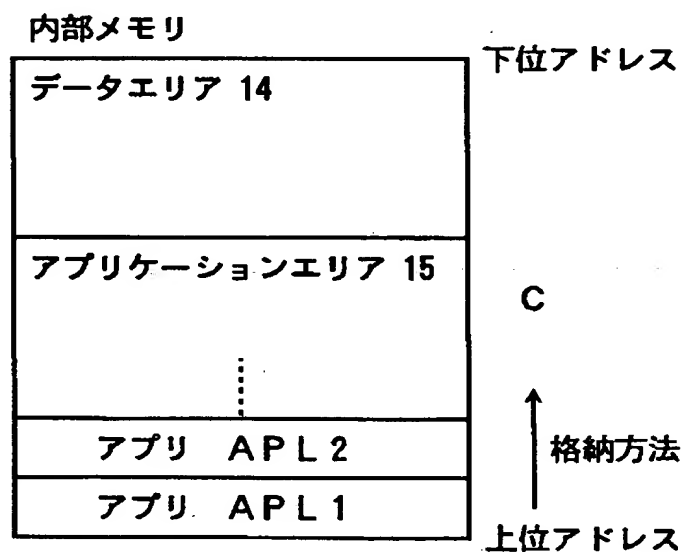 内部メモリ
下位アドレス
データエリア 14
アプリケーションエリア 15
C
アプリ APL2
格納方法
アプリ APL1
上位アドレス